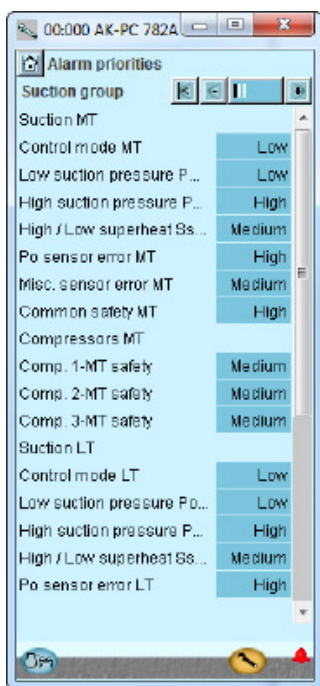 00:000 AK-PC 782A
Alarm priorities
Suction group
Suction MT
Control mode MT Low
Low suction pressure P... Low
High suction pressure P... High
High / Low superheat Ss... Medium
Po sensor error MT High
Misc. sensor error MT Medium
Common safety MT High
Compressors MT
Comp. 1-MT safety Medium
Comp. 2-MT safety Medium
Comp. 3-MT safety Medium
Suction LT
Control mode LT Low
Low suction pressure Po... Low
High suction pressure P... High
High / Low superheat Ss... Medium
Po sensor error LT High